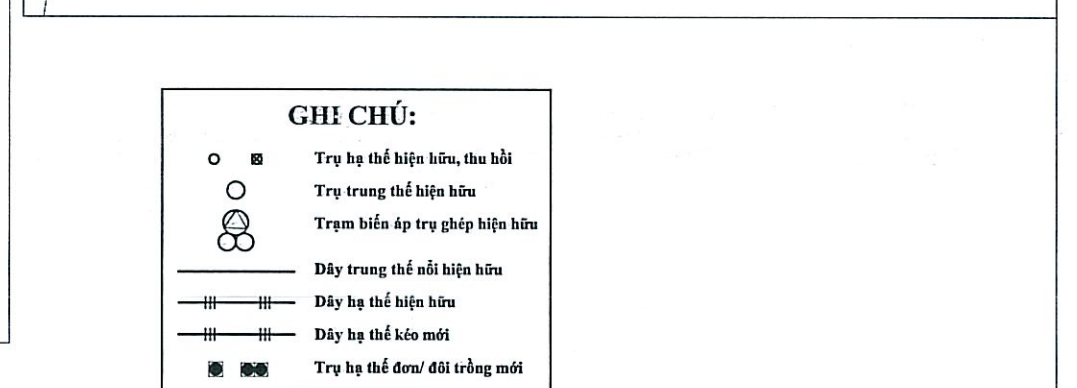 GHI CHÚ:
Trụ hạ thế hiện hữu, thu hồi
Trụ trung thế hiện hữu
Trạm biến áp trụ ghép hiện hữu
Dây trung thế nổi hiện hữu
Dây hạ thế hiện hữu
Dây hạ thế kéo mới
Trụ hạ thế đơn/ đôi trồng mới